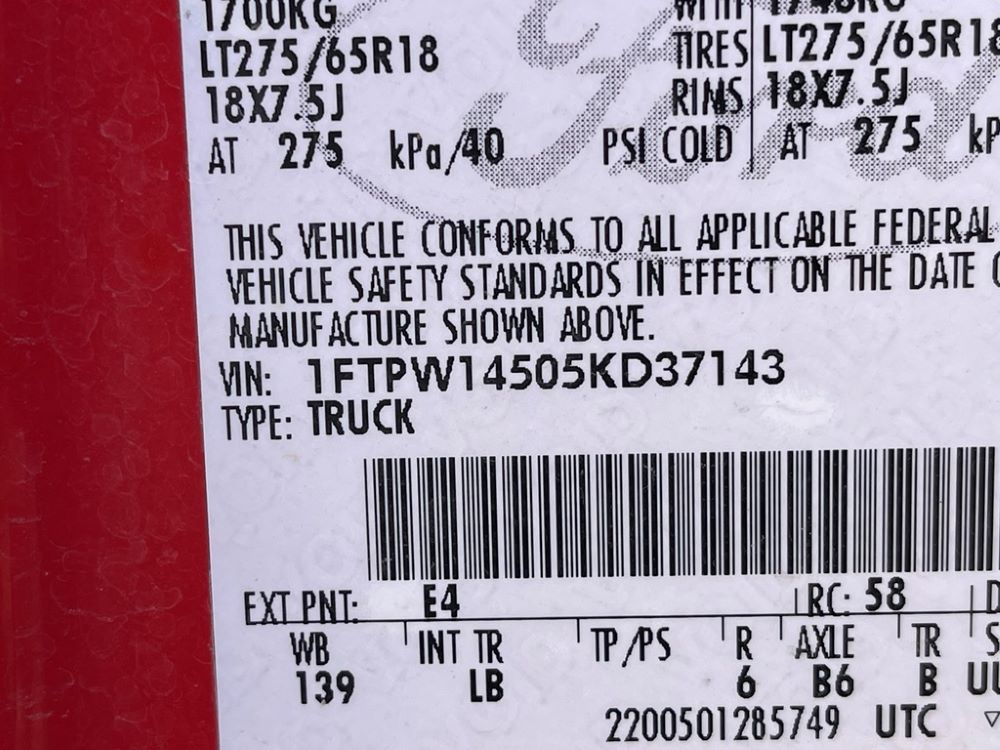 1700KG WITH 1748KG
LT275/65R18 TIRES LT275/65R18
18X7.5J RIMS 18X7.5J
AT 275 kPa/40 PSI COLD AT 275
THIS VEHICLE CONFORMS TO ALL APPLICABLE FEDERAL
VEHICLE SAFETY STANDARDS IN EFFECT ON THE DATE
MANUFACTURE SHOWN ABOVE.
VIN: 1FTPW14505KD37143
TYPE: TRUCK
EXT PNT: E4 RC: 58
WB INT TR TP/PS R AXLE TR
139 LB 6 B6 B
2200501285749 UTC